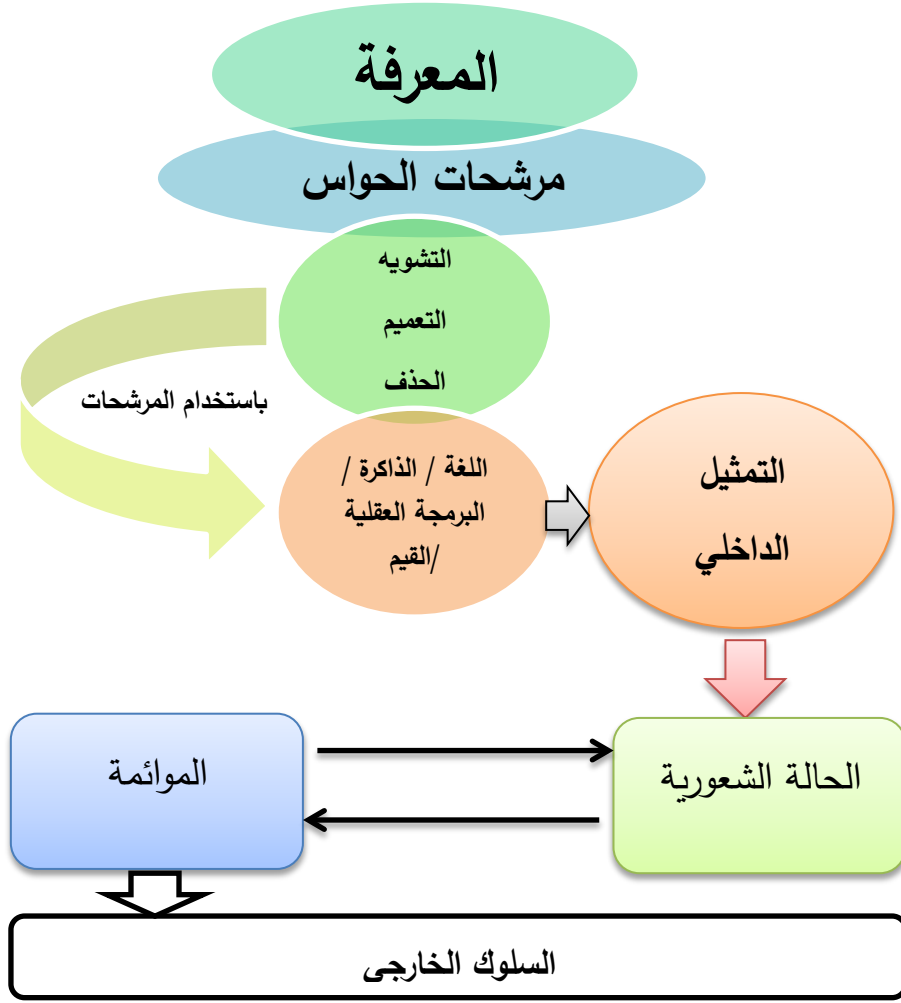 المعرفة
مرشحات الحواس
التشويه
التعميم
الحذف
باستخدام المرشحات
اللغة / الذاكرة /
البرمجة العقلية
/القيم
التمثيل
الداخلي
الحالة الشعورية
الموائمة
السلوك الخارجي